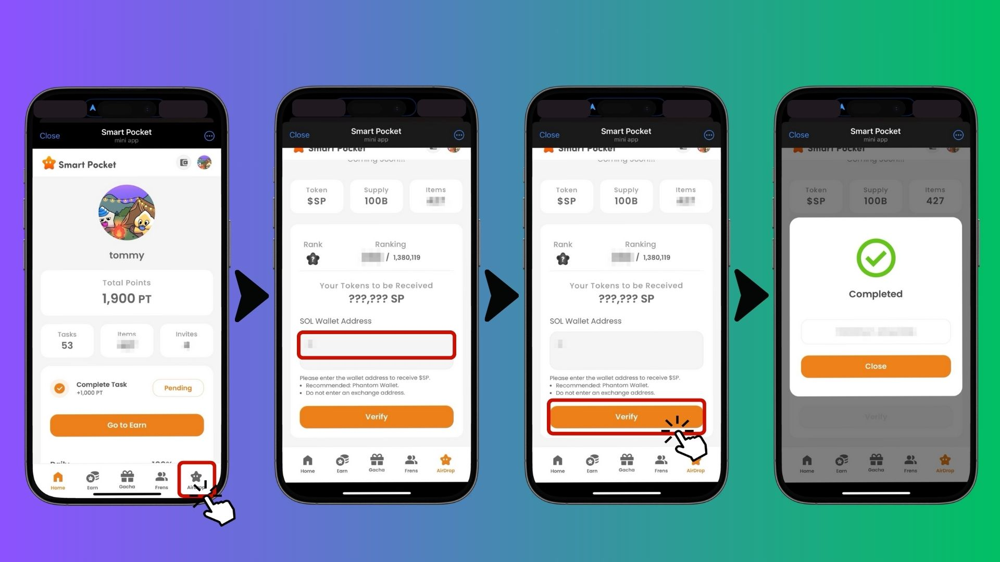 Close
Smart Pocket
mini app
Smart Pocket
tommy
Total Points
1,900 PT
Tasks
53
Items
Invites
Complete Task
+1,000 PT
Pending
Go to Earn
Daily
100%
Home
Earn
Gacha
Frens
AirDrop
Close
Smart Pocket
mini app
Smart Pocket
Coming Soon!!!
Token
$SP
Supply
100B
Items
Rank
?
Ranking
/ 1,380,119
Your Tokens to be Received
???,??? SP
SOL Wallet Address
Please enter the wallet address to receive $SP.
• Recommended: Phantom Wallet.
• Do not enter an exchange address.
Verify
Home
Earn
Gacha
Frens
AirDrop
Close
Smart Pocket
mini app
Smart Pocket
Coming Soon!!!
Token
$SP
Supply
100B
Items
Rank
?
Ranking
/ 1,380,119
Your Tokens to be Received
???,??? SP
SOL Wallet Address
Please enter the wallet address to receive $SP.
• Recommended: Phantom Wallet.
• Do not enter an exchange address.
Verify
Home
Earn
Gacha
Frens
AirDrop
Close
Smart Pocket
mini app
Smart Pocket
Coming Soon!!!
Token
$SP
Supply
100B
Items
427
Completed
Close
Verify
Home
Earn
Gacha
Frens
AirDrop